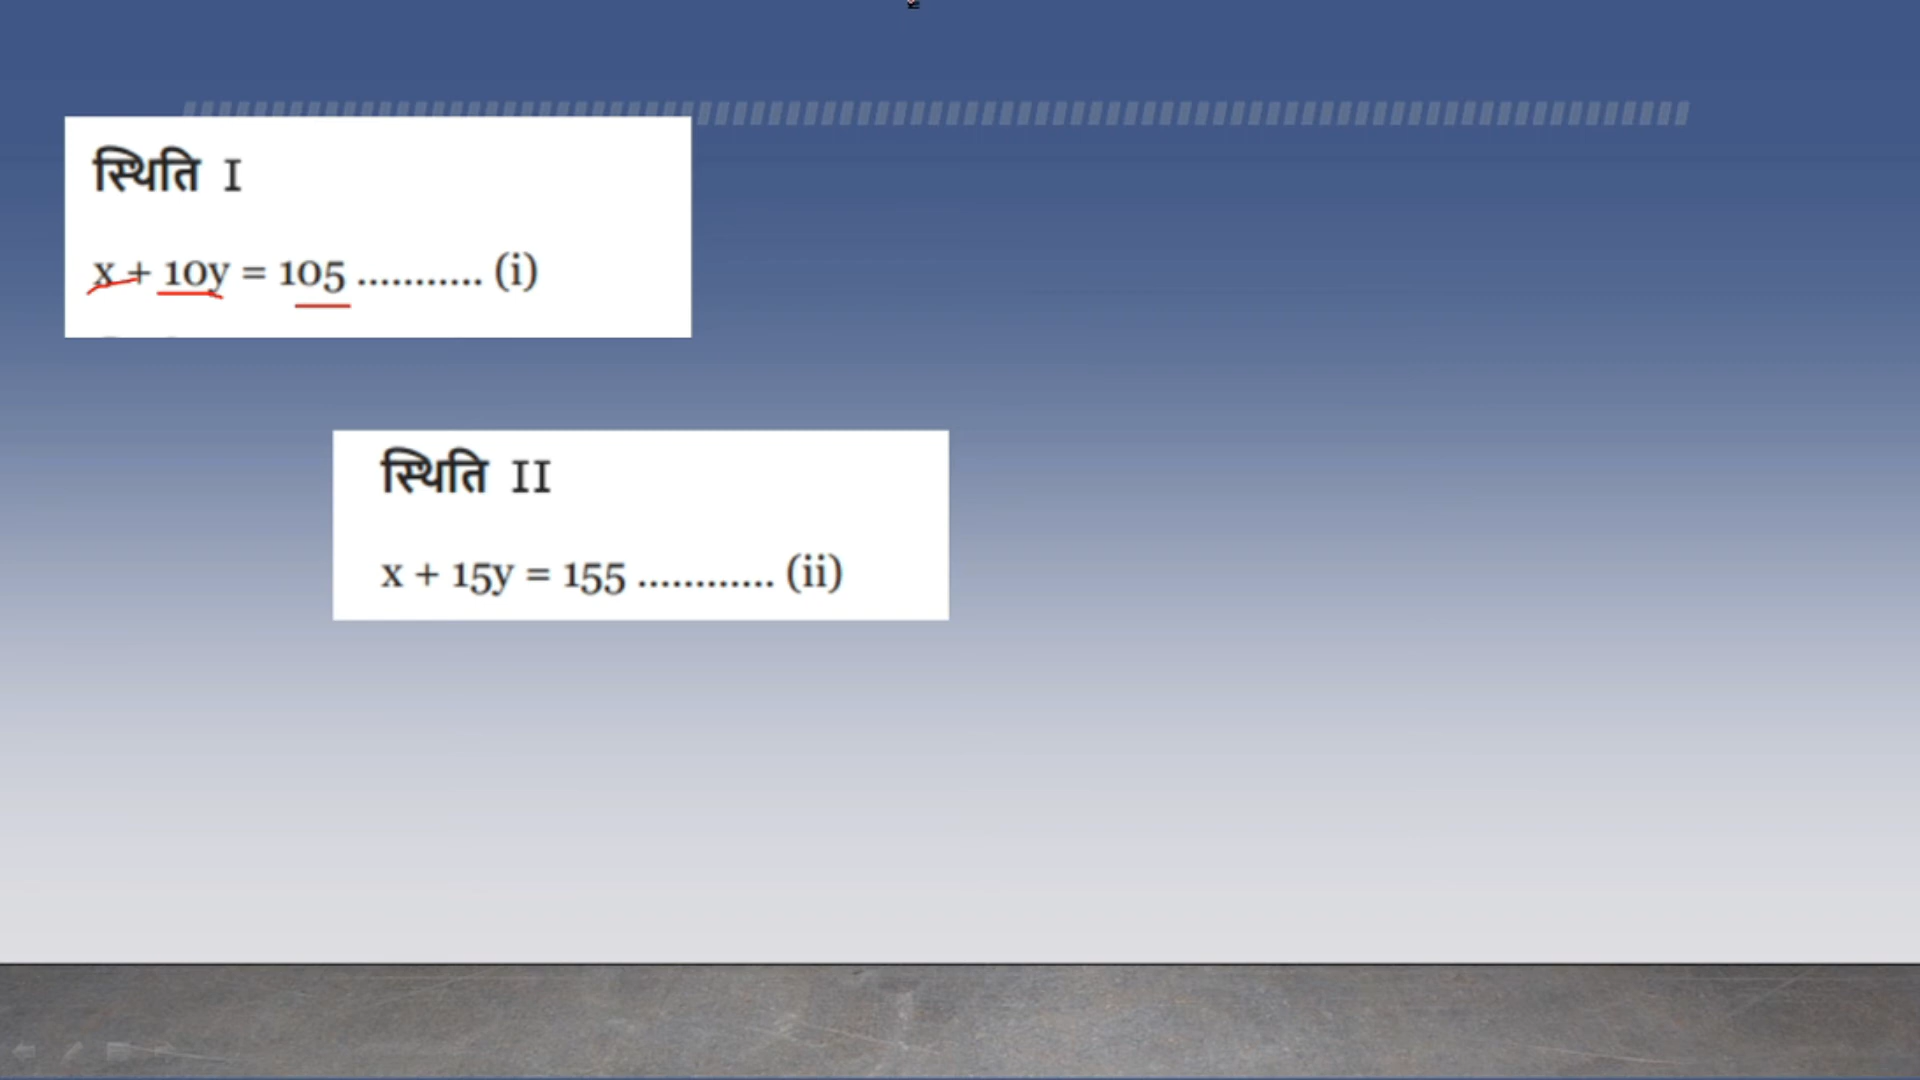 स्थिति I
x + 10y = 105 ........... (i)
स्थिति II
x + 15y = 155 ............ (ii)